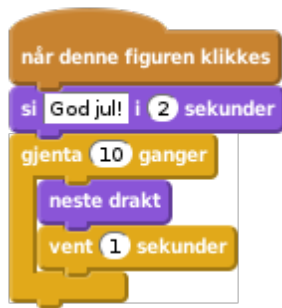 når denne figuren klikkes
si God jul! i 2 sekunder
gjenta 10 ganger
neste drakt
vent 1 sekunder